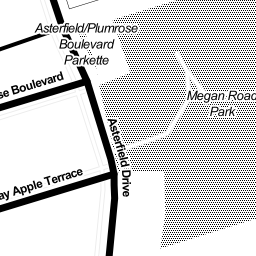 Asterfield/Plumrose
Boulevard
Parkette
se Boulevard
Megan Road
Park
Asterfield Drive
ay Apple Terrace